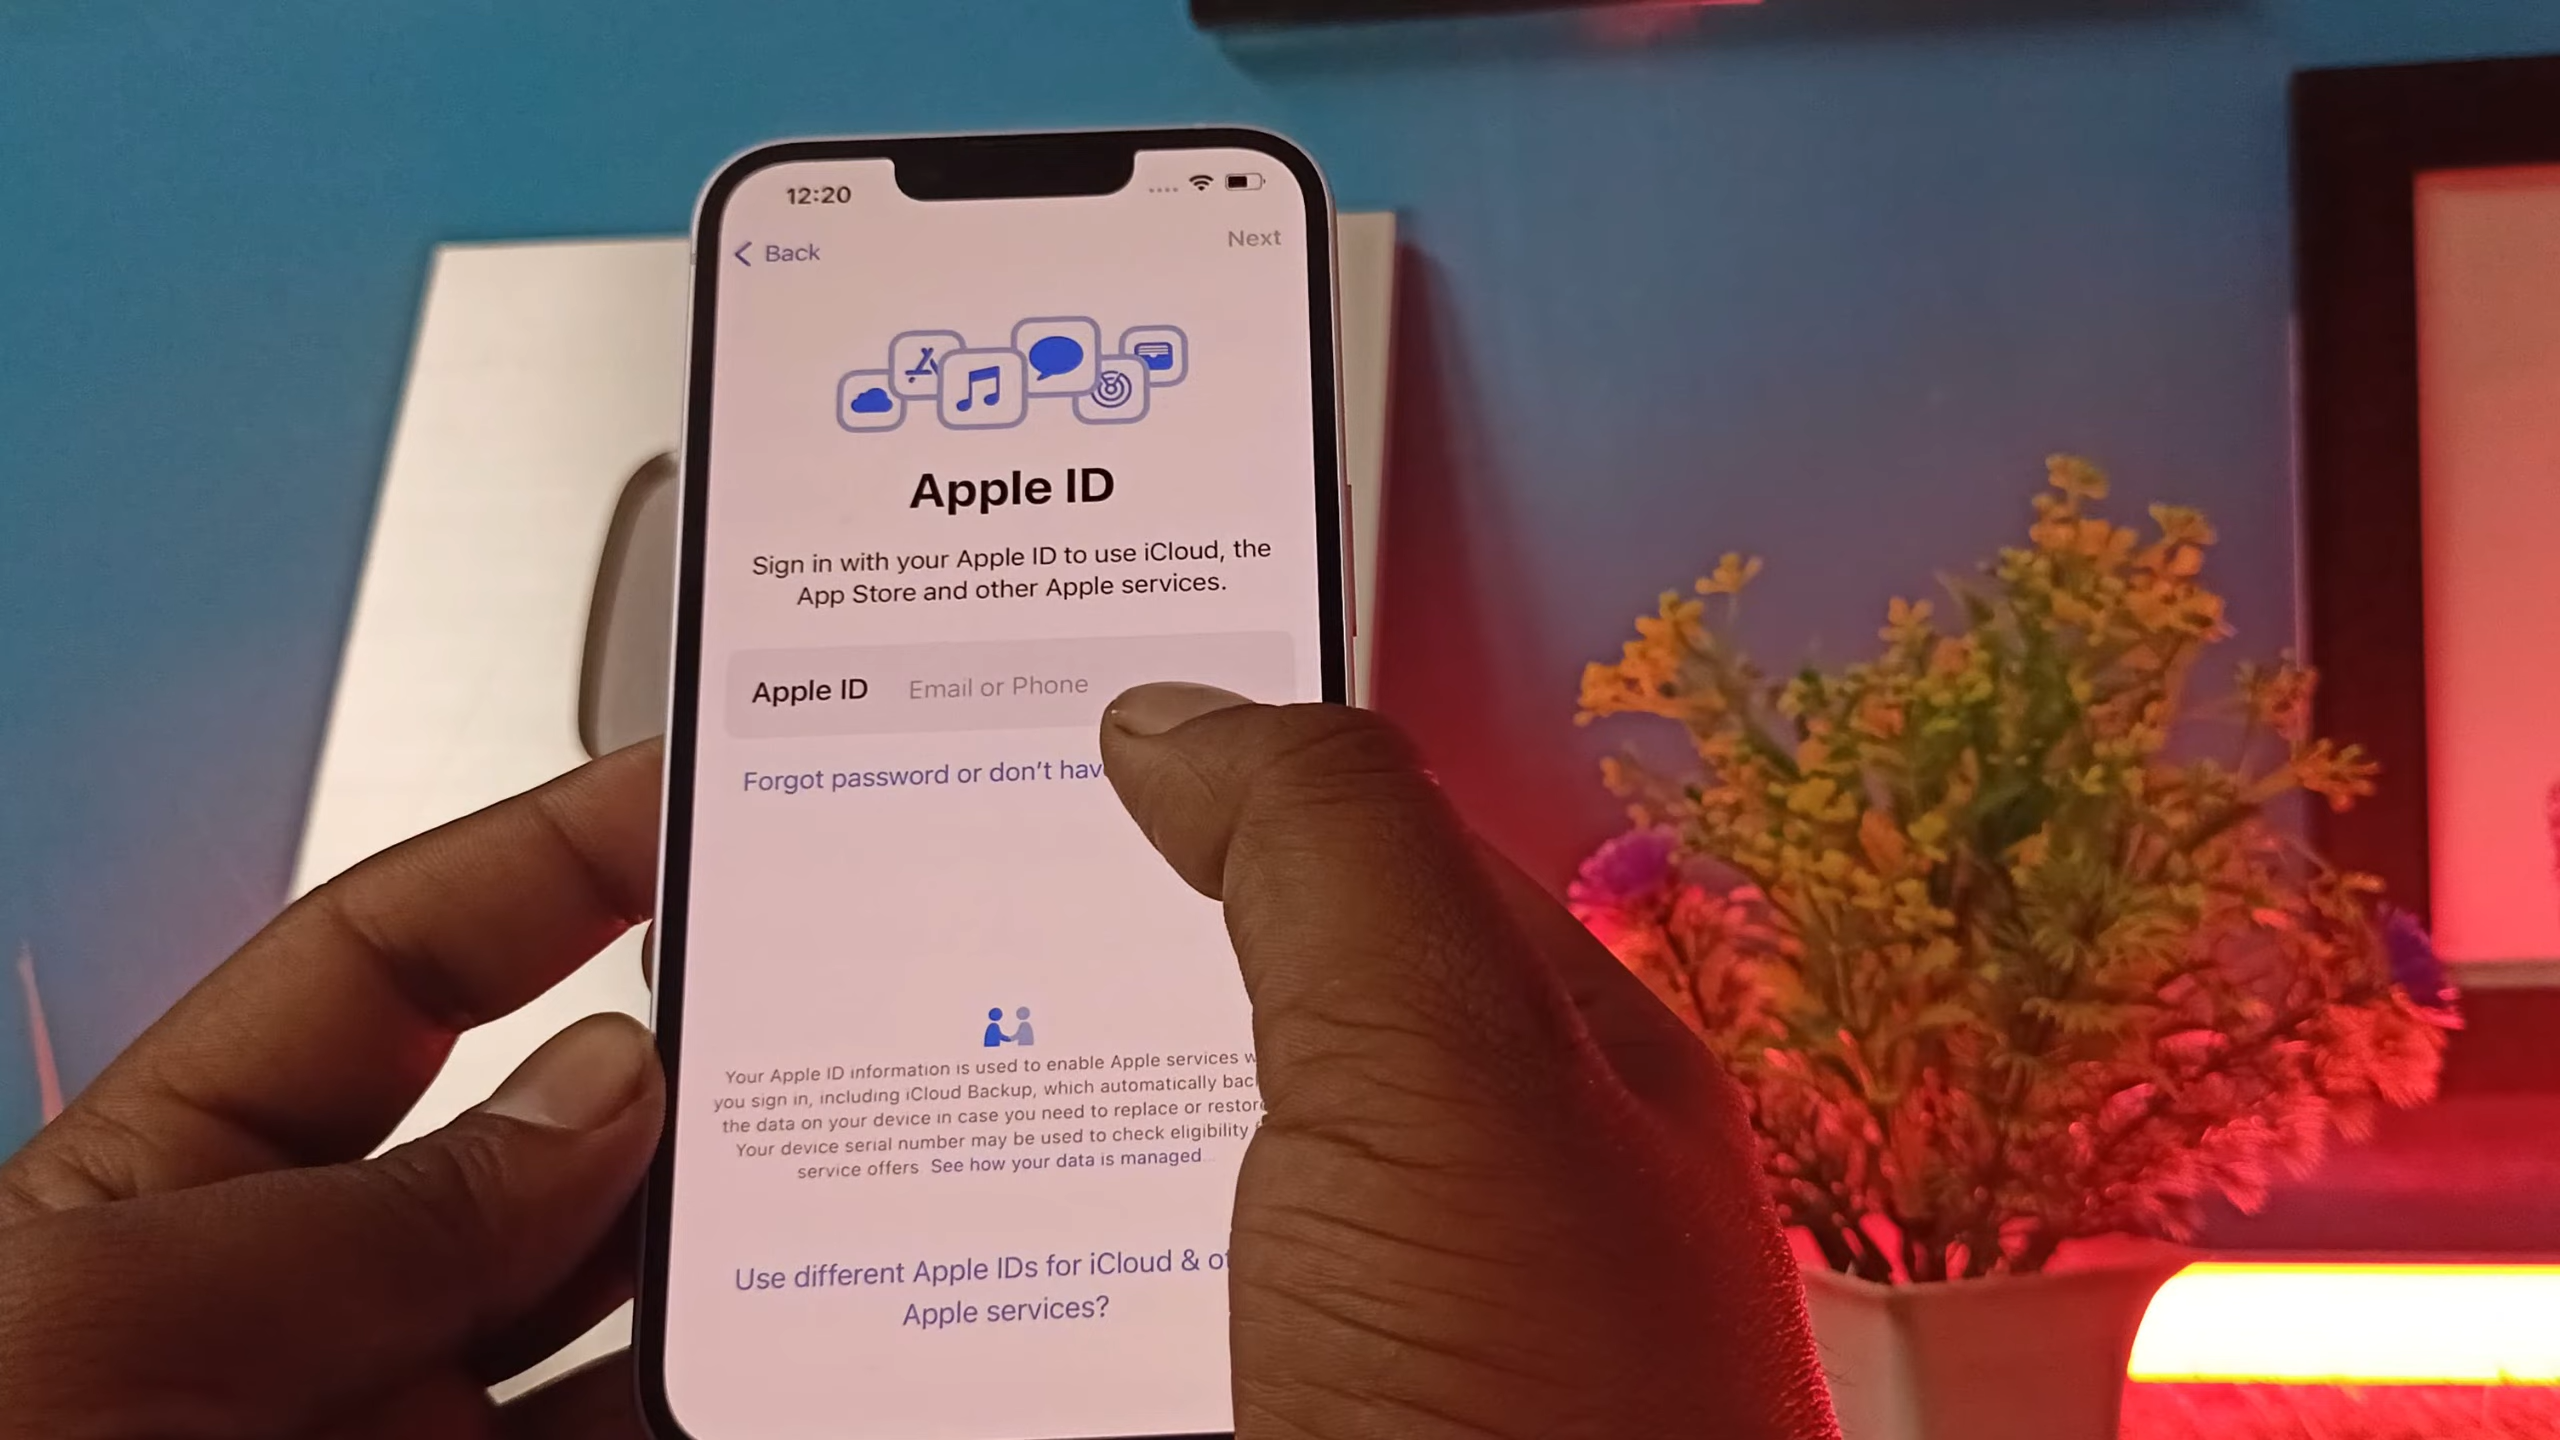 12:20
Back
Next
Apple ID
Sign in with your Apple ID to use iCloud, the
App Store and other Apple services.
Apple ID Email or Phone
Forgot password or don't hav
Your Apple ID information is used to enable Apple services w
you sign in, including iCloud Backup, which automatically bac
the data on your device in case you need to replace or restore
Your device serial number may be used to check eligibility
service offers See how your data is managed
Use different Apple IDs for iCloud & ot
Apple services?